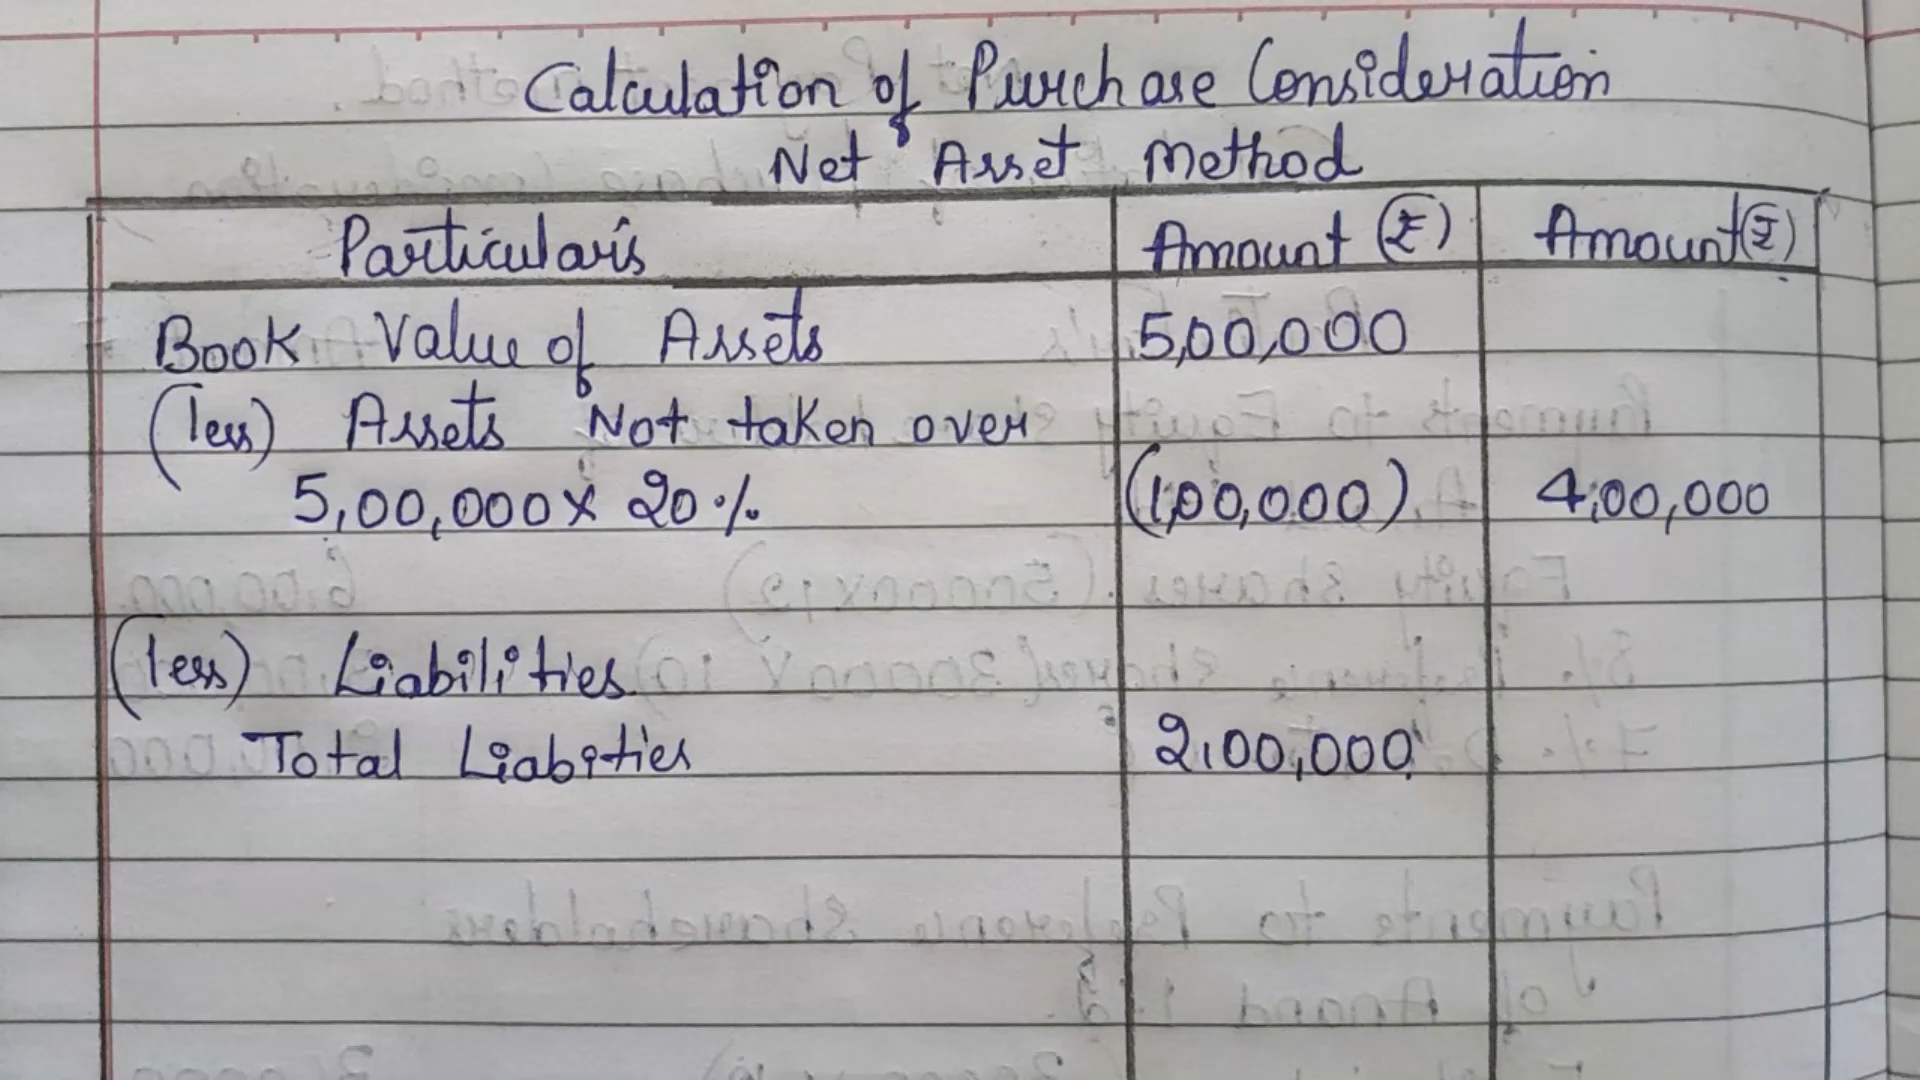 Calculation of Purchase Consideration
Net Asset Method
Particulars Amount (₹) Amount (₹)
Book Value of Assets 5,00,000
(less) Assets Not taken over
5,00,000 x 20% (1,00,000) 4,00,000
(less) Liabilities
Total Liabities 2,00,000